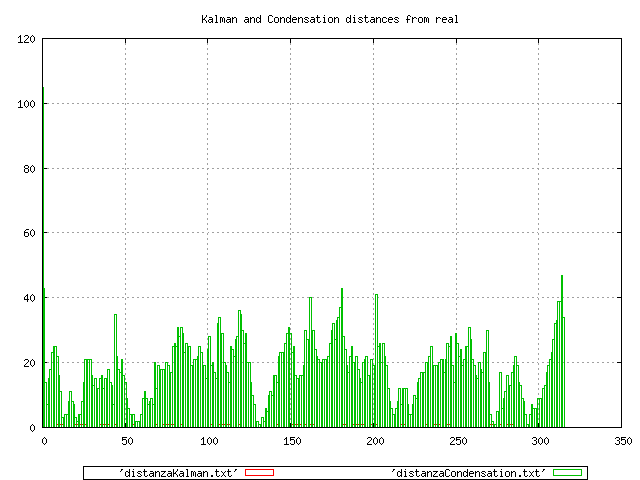 Kalman and Condensation distances from real
120
100
80
60
40
20
0
0 50 100 150 200 250 300 350
'distanzaKalman.txt' 'distanzaCondensation.txt'